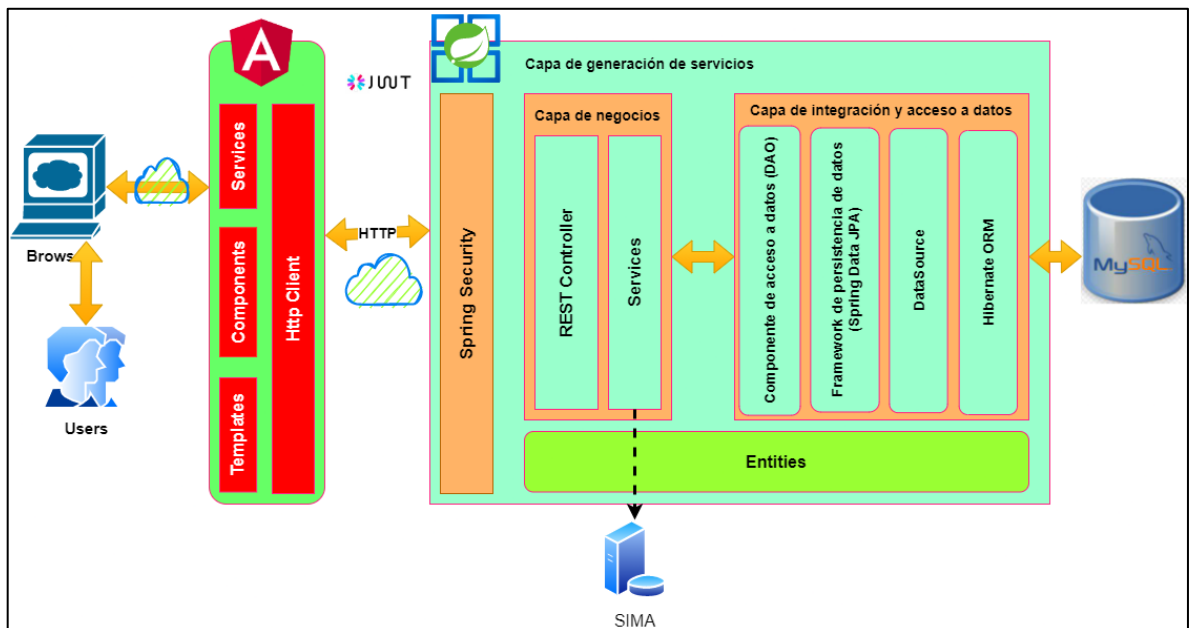 JWT
Capa de generación de servicios
Capa de negocios
Capa de integración y acceso a datos
Brows
Users
Services
Components
Templates
Http Client
HTTP
Spring Security
REST Controller
Services
Componente de acceso a datos (DAO)
Framework de persistencia de datos
(Spring Data JPA)
DataSource
Hibernate ORM
MySQL
Entities
SIMA